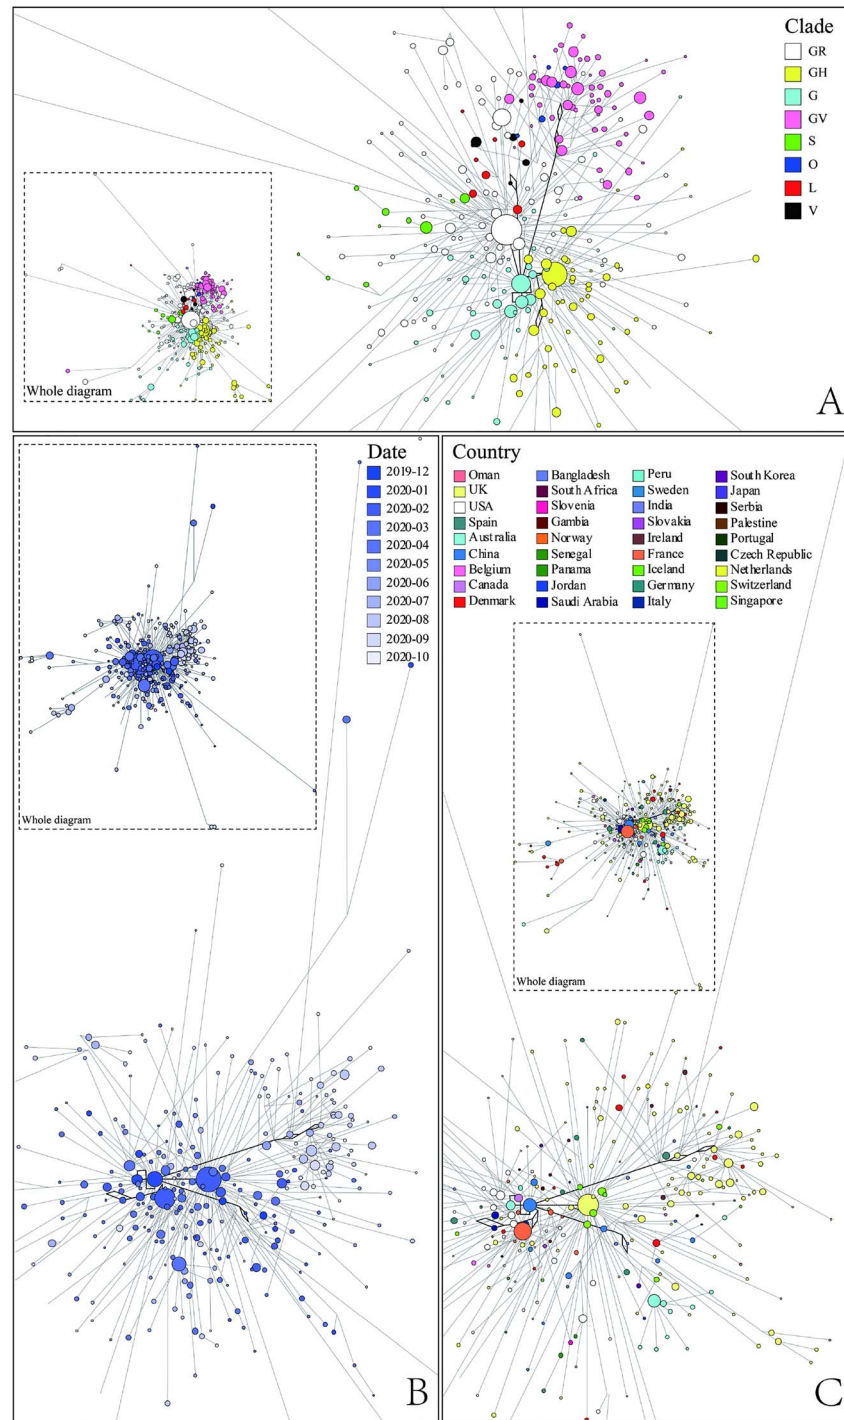 Clade
GR
GH
G
GV
S
O
L
V
Whole diagram
A
Date
2019-12
2020-01
2020-02
2020-03
2020-04
2020-05
2020-06
2020-07
2020-08
2020-09
2020-10
Whole diagram
B
Country
Oman Bangladesh Peru South Korea
UK South Africa Sweden Japan
USA Slovenia India Serbia
Spain Gambia Slovakia Palestine
Australia Norway Ireland Portugal
China Senegal France Czech Republic
Belgium Panama Iceland Netherlands
Canada Jordan Germany Switzerland
Denmark Saudi Arabia Italy Singapore
Whole diagram
C